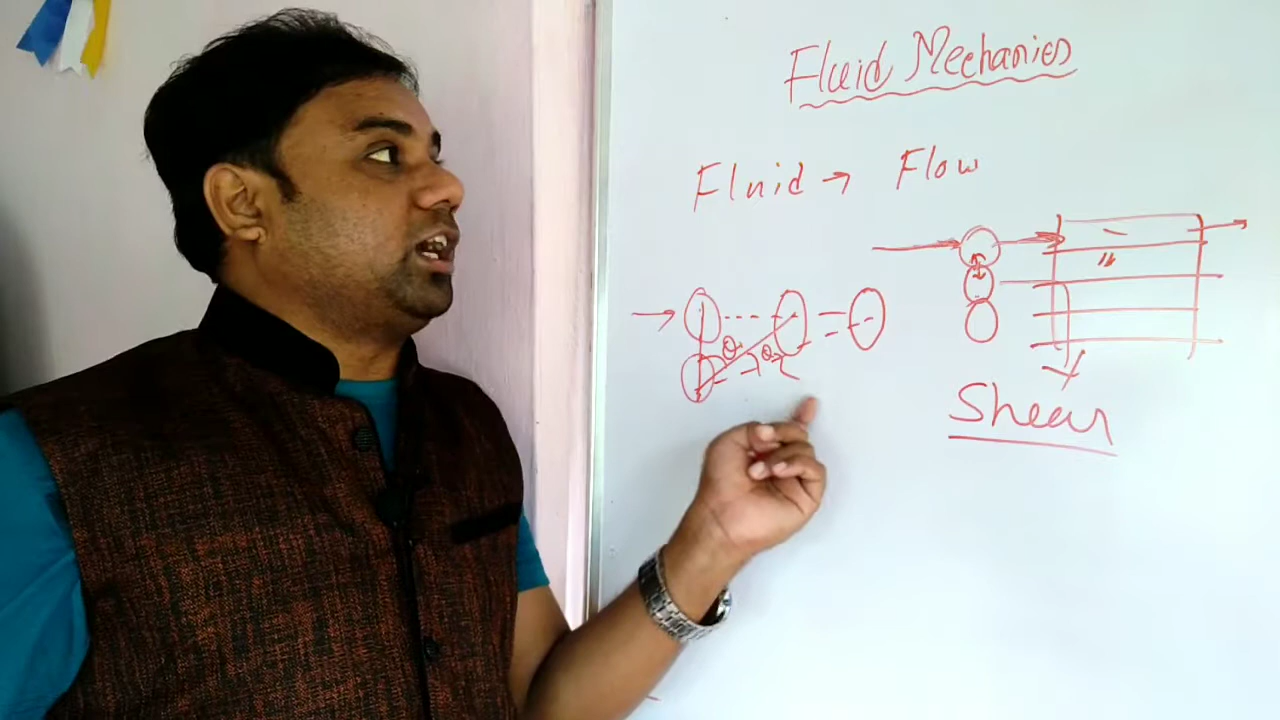 Fluid Mechanics
Fluid → Flow
θ θ
Shear